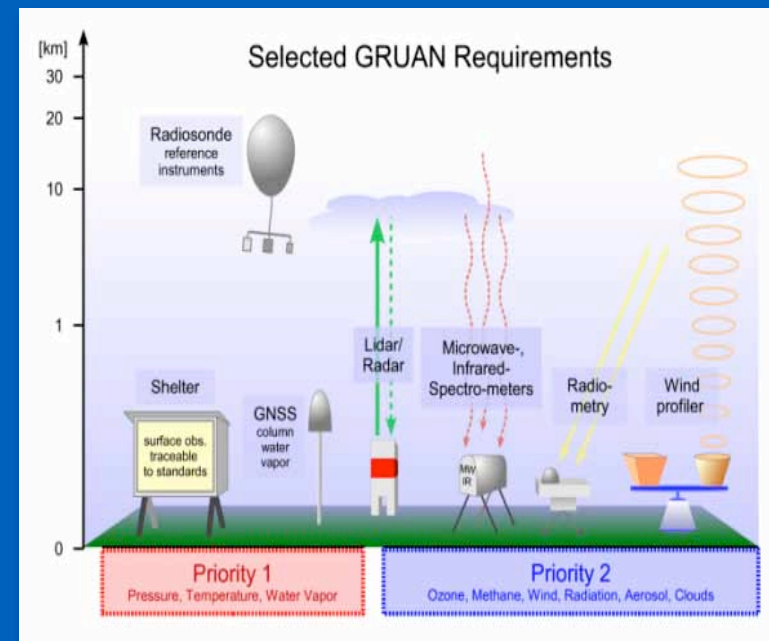 Selected GRUAN Requirements
[km]
30
20
10
1
0
Radiosonde
reference
instruments
Shelter
surface obs.
traceable
to standards
GNSS
column
water
vapor
Lidar/
Radar
Microwave-,
Infrared-
Spectro-meters
MW
IR
Radio-
metry
Wind
profiler
Priority 1
Pressure, Temperature, Water Vapor
Priority 2
Ozone, Methane, Wind, Radiation, Aerosol, Clouds